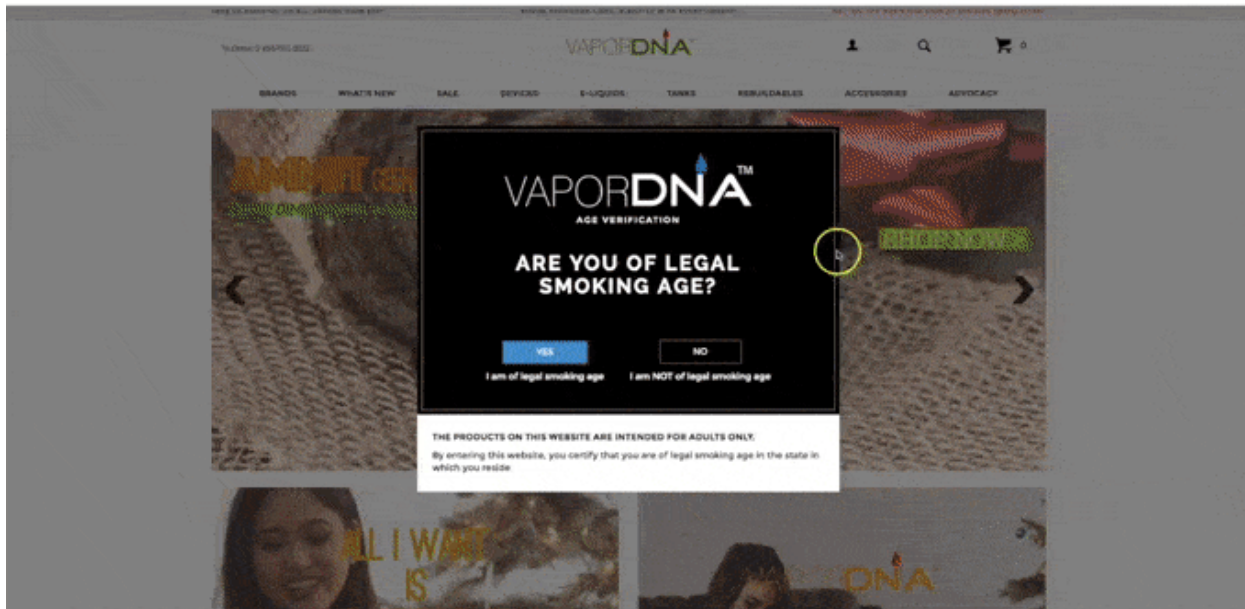 VAPORDNA
BRANDS WHAT'S NEW SALE DEVICES E-LIQUIDS TANKS REBUILDABLES ACCESSORIES ADVOCACY
SHOP NOW
VAPORDNA™
AGE VERIFICATION
ARE YOU OF LEGAL
SMOKING AGE?
YES NO
I am of legal smoking age I am NOT of legal smoking age
THE PRODUCTS ON THIS WEBSITE ARE INTENDED FOR ADULTS ONLY.
By entering this website, you certify that you are of legal smoking age in the state in
which you reside
ALL I WANT
IS
DNA